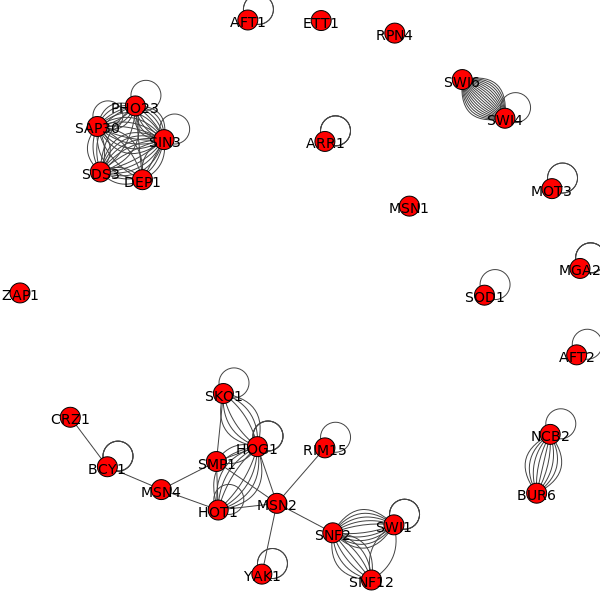 AFT1
ETT1
RPN4
SWI6
PHO23
SWI4
SAP30
SIN3
ARR1
SDS3
DEP1
MOT3
MSN1
MGA2
ZAP1
SOD1
AFT2
SKO1
CRZ1
NCB2
HOG1
RIM15
SMP1
BCY1
MSN4
BUR6
MSN2
HOT1
SWI1
SNF2
YAK1
SNF12